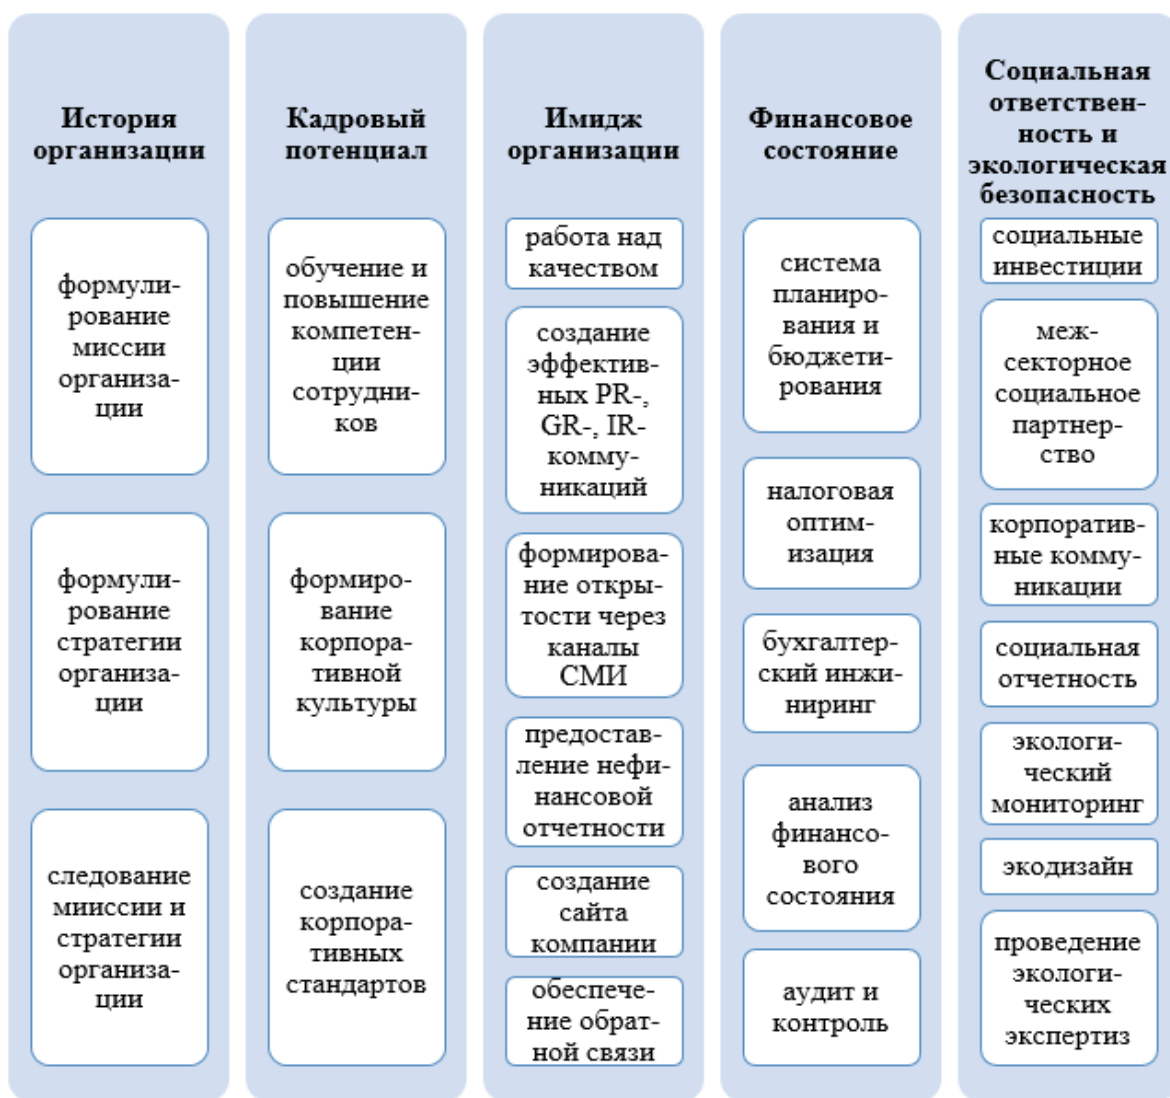 История
организации
формули-
рование
миссии
организа-
ции
формули-
рование
стратегии
организа-
ции
следование
мииссии и
стратегии
организа-
ции
Кадровый
потенциал
обучение и
повышение
компетен-
ции
сотрудни-
ков
формиро-
вание
корпора-
тивной
культуры
создание
корпора-
тивных
стандартов
Имидж
организации
работа над
качеством
создание
эффектив-
ных PR-,
GR-, IR-
комму-
никаций
формирова-
ние откры-
тости через
каналы
СМИ
предостав-
ление нефи-
нансовой
отчетности
создание
сайта
компании
обеспече-
ние обрат-
ной связи
Финансовое
состояние
система
планиро-
вания и
бюджети-
рования
налоговая
оптим-
изация
бухгалтер-
ский инжи-
ниринг
анализ
финансо-
вого
состояния
аудит и
контроль
Социальная
ответствен-
ность и
экологическая
безопасность
социальные
инвестиции
меж-
секторное
социальное
партнер-
ство
корпоратив-
ные комму-
никации
социальная
отчетность
экологи-
ческий
мониторинг
экодизайн
проведение
экологи-
ческих
экспертиз